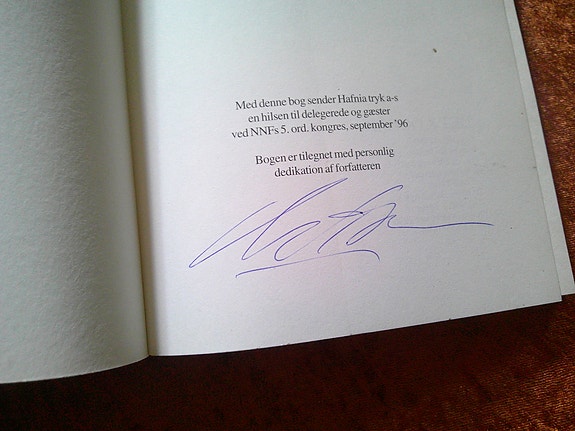 Med denne bog sender Hafnia tryk a-s
en hilsen til delegerede og gæster
ved NNFs 5. ord. kongres, september '96
Bogen er tilegnet med personlig
dedikation af forfatteren